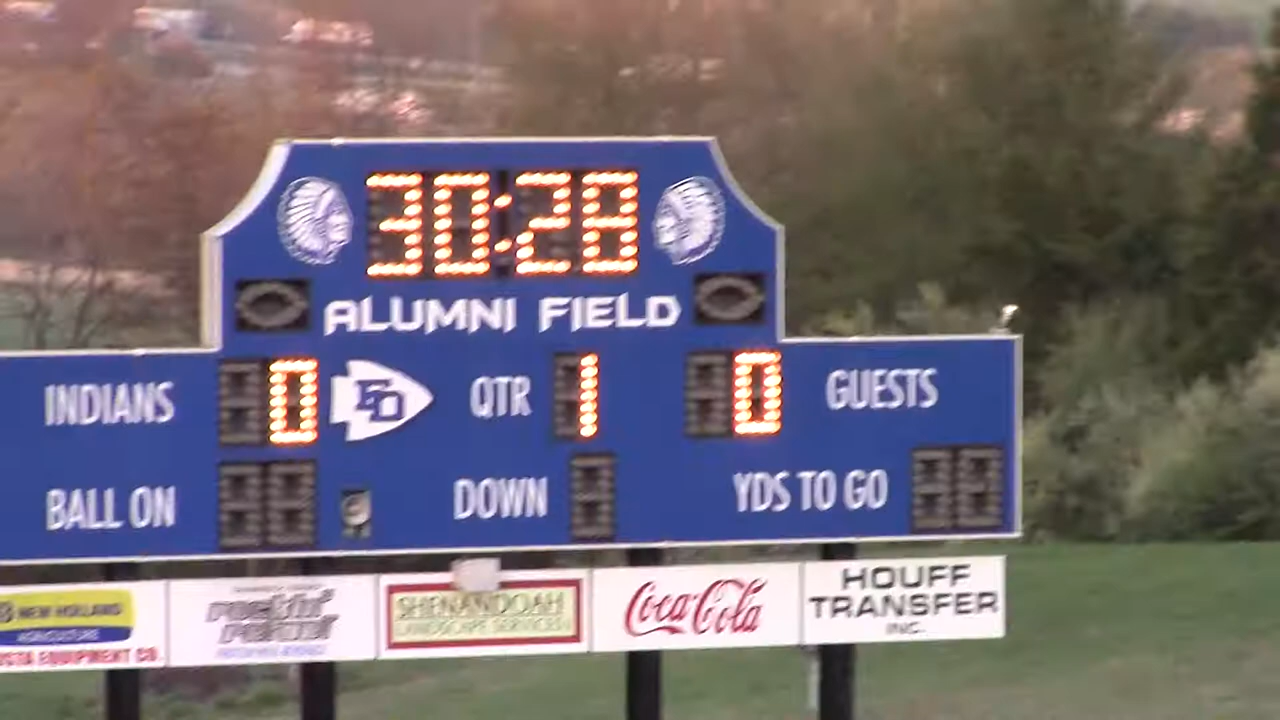 30:28
ALUMNI FIELD
INDIANS 0 QTR 1 0 GUESTS
BALL ON DOWN YDS TO GO
NEW HOLLAND
AGRICULTURE
EQUIPMENT CO
SHENANDOAH
LANDSCAPE SERVICES
Coca-Cola
HOUFF
TRANSFER
INC.